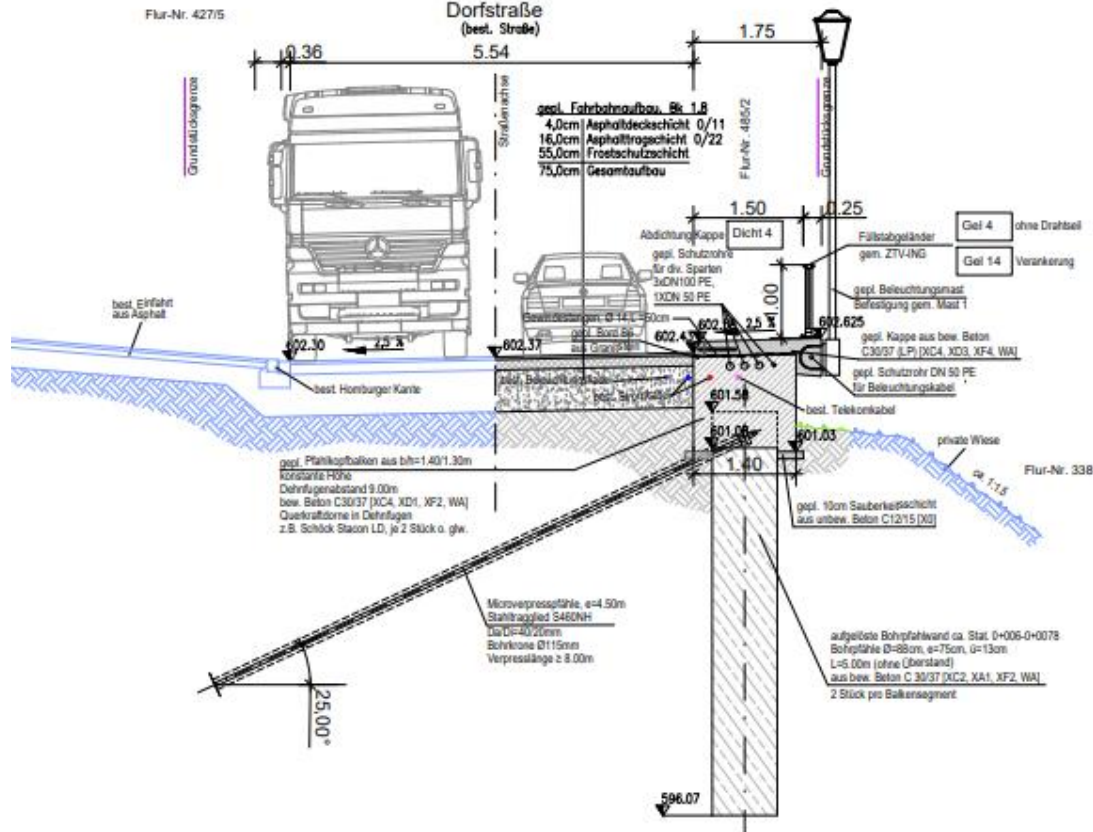 Flur-Nr. 427/5
Dorfstraße
(best. Straße)
0.36
5.54
1.75
Grundstücksgrenze
Straßenachse
gepl. Fahrbahnaufbau, Bk 1,8
4,0cm Asphaltdeckschicht 0/11
16,0cm Asphalttragschicht 0/22
55,0cm Frostschutzschicht
75,0cm Gesamtaufbau
Flur-Nr. 485/2
Grundstücksgrenze
1.50
0.25
Abdichtung Kappe
Dicht 4
Füllstabgeländer
gem. ZTV-ING
Gel 4
ohne Drahtseil
Gel 14
Verankerung
gepl. Schutzrohre
für div. Sparten
3xDN100 PE,
1XDN 50 PE
1.00
gepl. Beleuchtungsmast
Befestigung gem. Mast 1
best. Einfahrt
aus Asphalt
2,5 %
602.625
gepl. Bord
aus Granit
gepl. Kappe aus bew. Beton
C30/37 (LP) [XC4, XD3, XF4, WA]
602.30
2,5 %
602.37
gepl. Schutzrohr DN 50 PE
für Beleuchtungskabel
best. Homburger Kante
601.58
best. Telekomkabel
601.03
private Wiese
ca. 1:1.5
Flur-Nr. 338
1.40
gepl. Pfahlkopfbalken aus b/h=1.40/1.30m
konstante Höhe
Dehnfugenabstand 9.00m
bew. Beton C30/37 [XC4, XD1, XF2, WA]
Querkraftdorne in Dehnfugen
z.B. Schöck Stacon LD, je 2 Stück o. glw.
gepl. 10cm Sauberkeitsschicht
aus unbew. Beton C12/15 [X0]
Microverpresspfähle, e=4.50m
Stahltragglied S460NH
Da/Di=40/20mm
Bohrkrone Ø115mm
Verpresslänge ≥ 8.00m
25,00°
aufgelöste Bohrpfahlwand ca. Stat. 0+006-0+0078
Bohrpfähle Ø=88cm, e=75cm, ü=13cm
L=5.00m (ohne Überstand)
aus bew. Beton C 30/37 [XC2, XA1, XF2, WA]
2 Stück pro Balkensegment
596.07